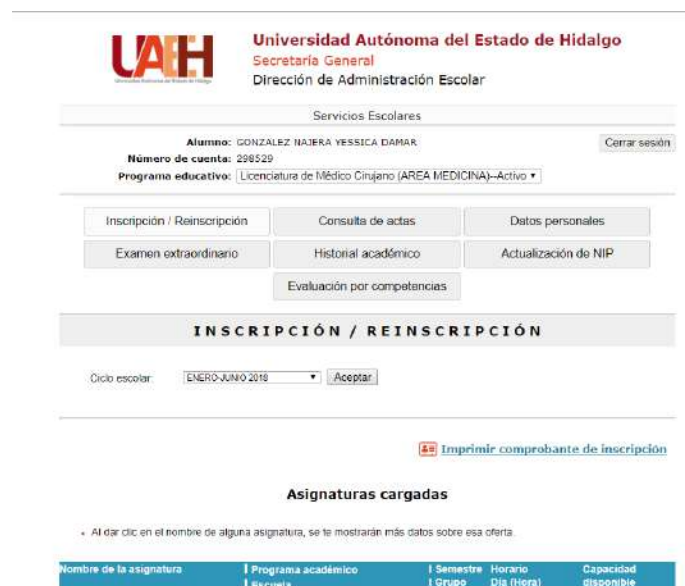 UAEH
Universidad Autónoma del Estado de Hidalgo
Secretaría General
Dirección de Administración Escolar
Servicios Escolares
Alumno: GONZALEZ NAJERA YESSICA DAMAR
Cerrar sesión
Número de cuenta: 298529
Programa educativo: Licenciatura de Médico Cirujano (AREA MEDICINA)--Activo
Inscripción / Reinscripción
Consulta de actas
Datos personales
Examen extraordinario
Historial académico
Actualización de NIP
Evaluación por competencias
INSCRIPCIÓN / REINSCRIPCIÓN
Ciclo escolar: ENERO-JUNIO 2018 Aceptar
Imprimir comprobante de inscripción
Asignaturas cargadas
Al dar clic en el nombre de alguna asignatura, se te mostrarán más datos sobre esa oferta.
Nombre de la asignatura | Programa académico | Semestre Horario Capacidad
| Escuela | Grupo Día (Hora) disponible